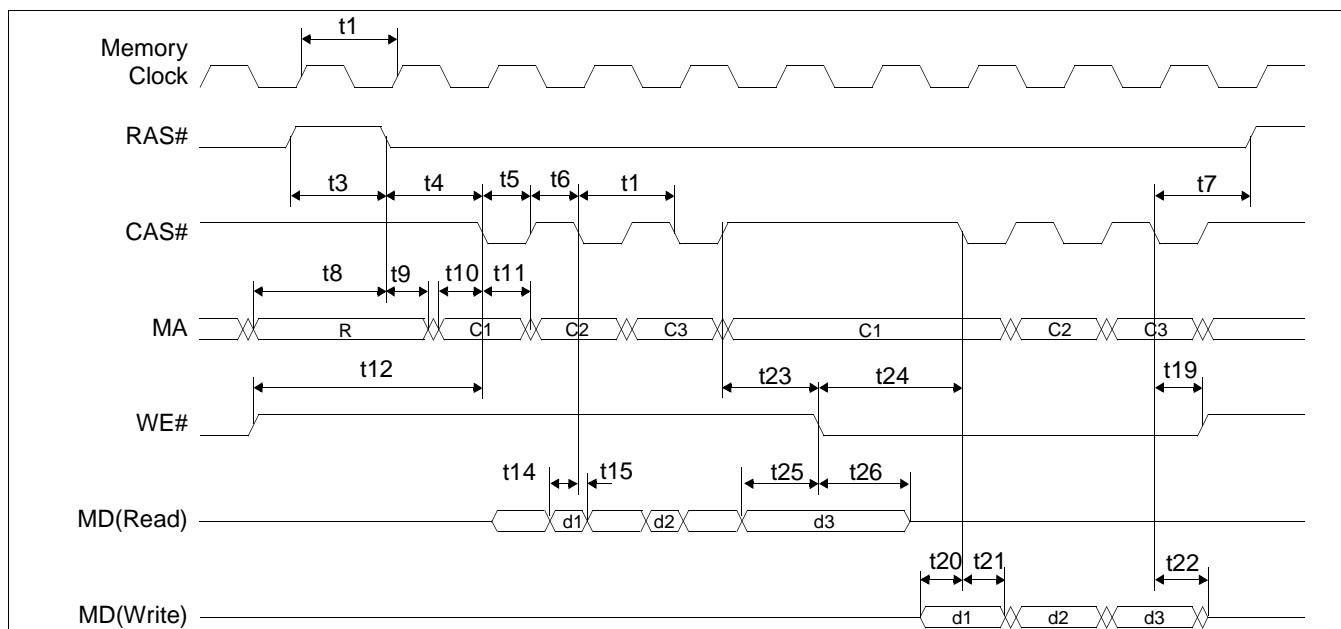 t1
Memory
Clock
RAS#
t3 t4 t5 t6 t1 t7
CAS#
t8 t9 t10 t11
MA R C1 C2 C3 C1 C2 C3
t12 t23 t24 t19
WE#
t14 t15 t25 t26
MD(Read) d1 d2 d3
t20 t21 t22
MD(Write) d1 d2 d3